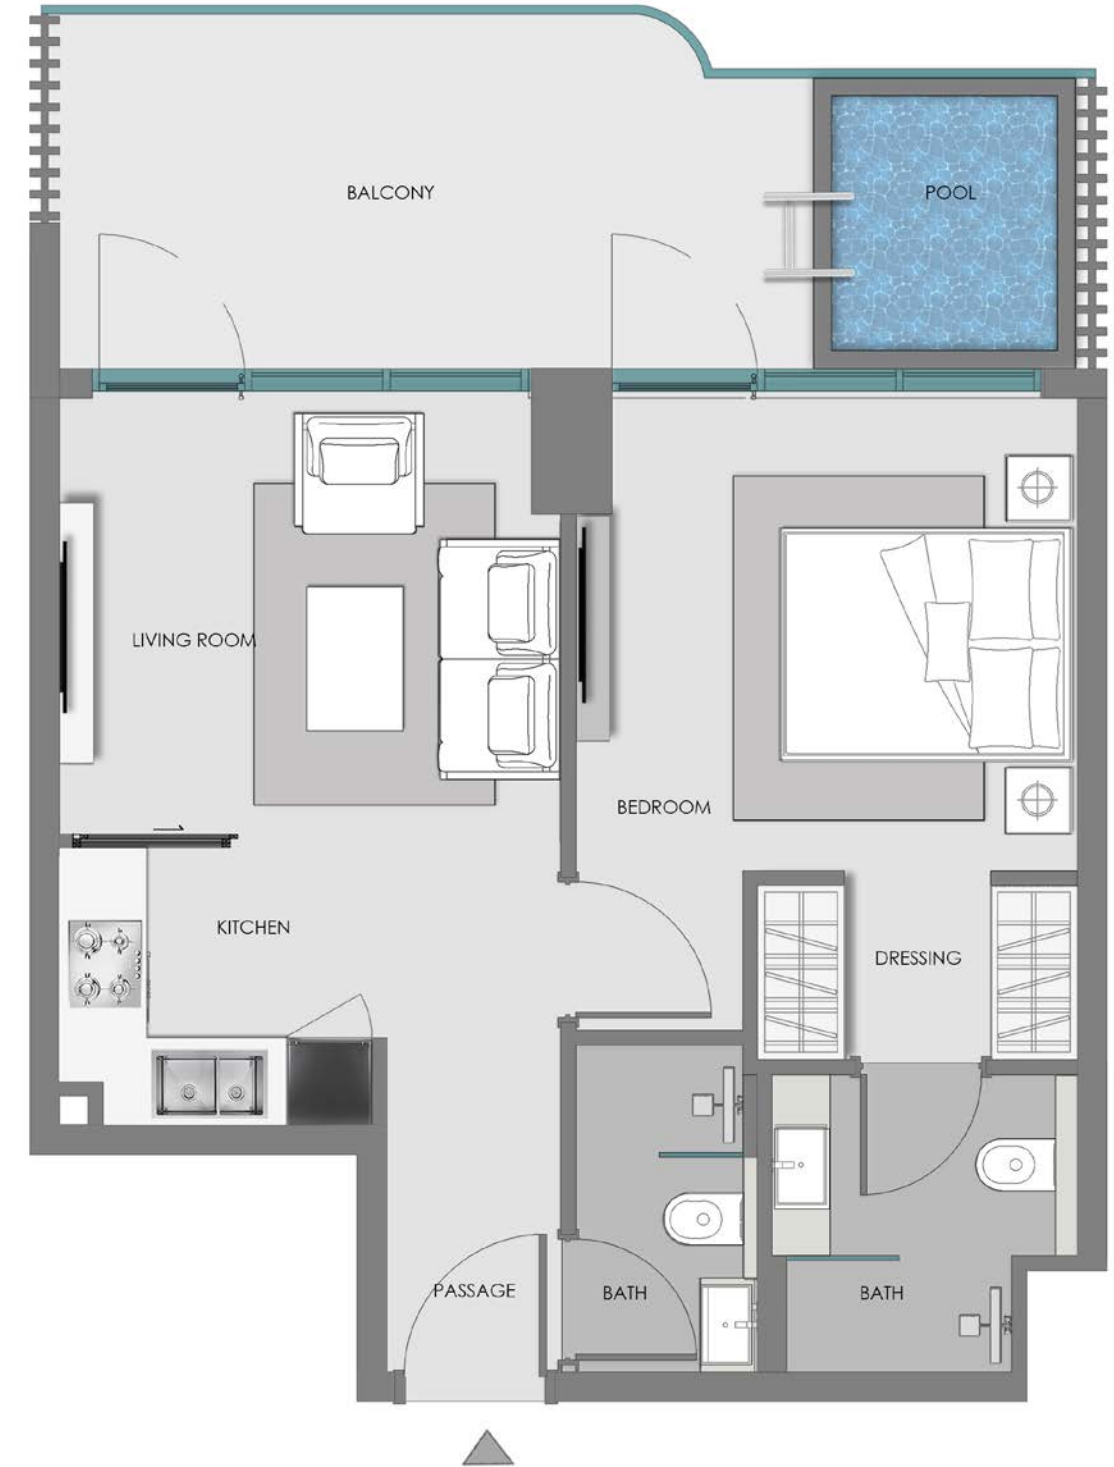 BALCONY
POOL
LIVING ROOM
BEDROOM
KITCHEN
DRESSING
PASSAGE
BATH
BATH